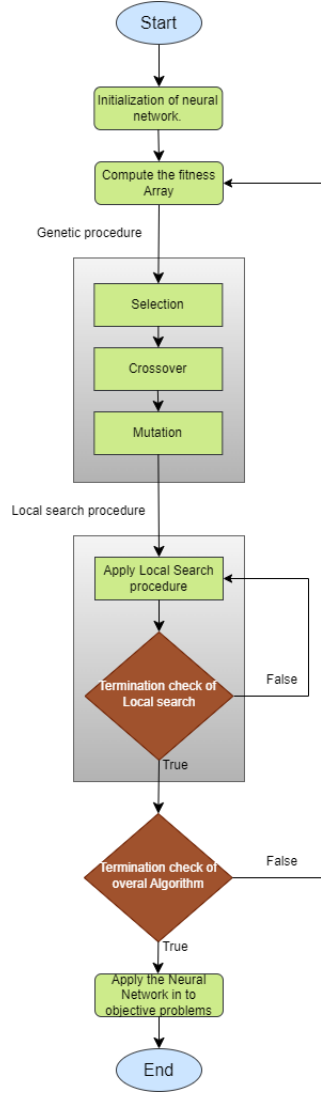 Start
Initialization of neural
network.
Compute the fitness
Array
Genetic procedure
Selection
Crossover
Mutation
Local search procedure
Apply Local Search
procedure
Termination check of
Local search
False
True
Termination check of
overal Algorithm
False
True
Apply the Neural
Network in to
objective problems
End